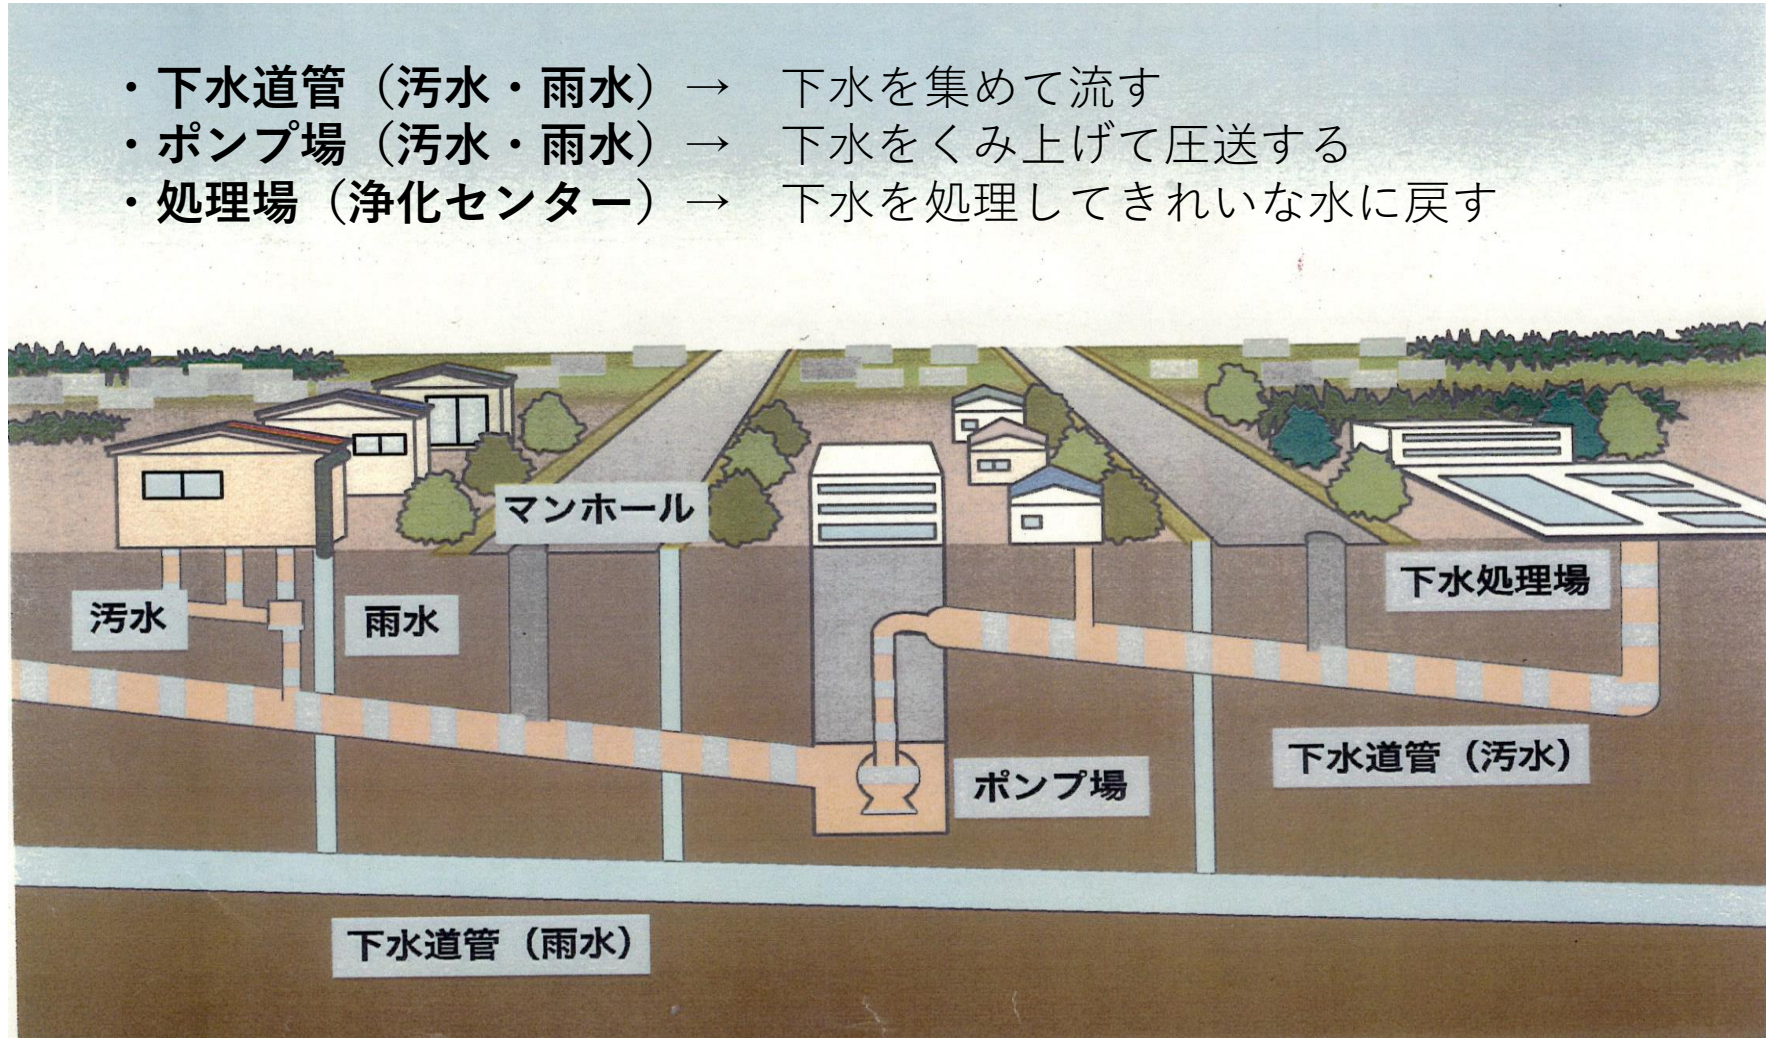 ・下水道管（汚水・雨水）→　下水を集めて流す
・ポンプ場（汚水・雨水）→　下水をくみ上げて圧送する
・処理場（浄化センター）→　下水を処理してきれいな水に戻す
マンホール
下水処理場
汚水
雨水
下水道管（汚水）
ポンプ場
下水道管（雨水）